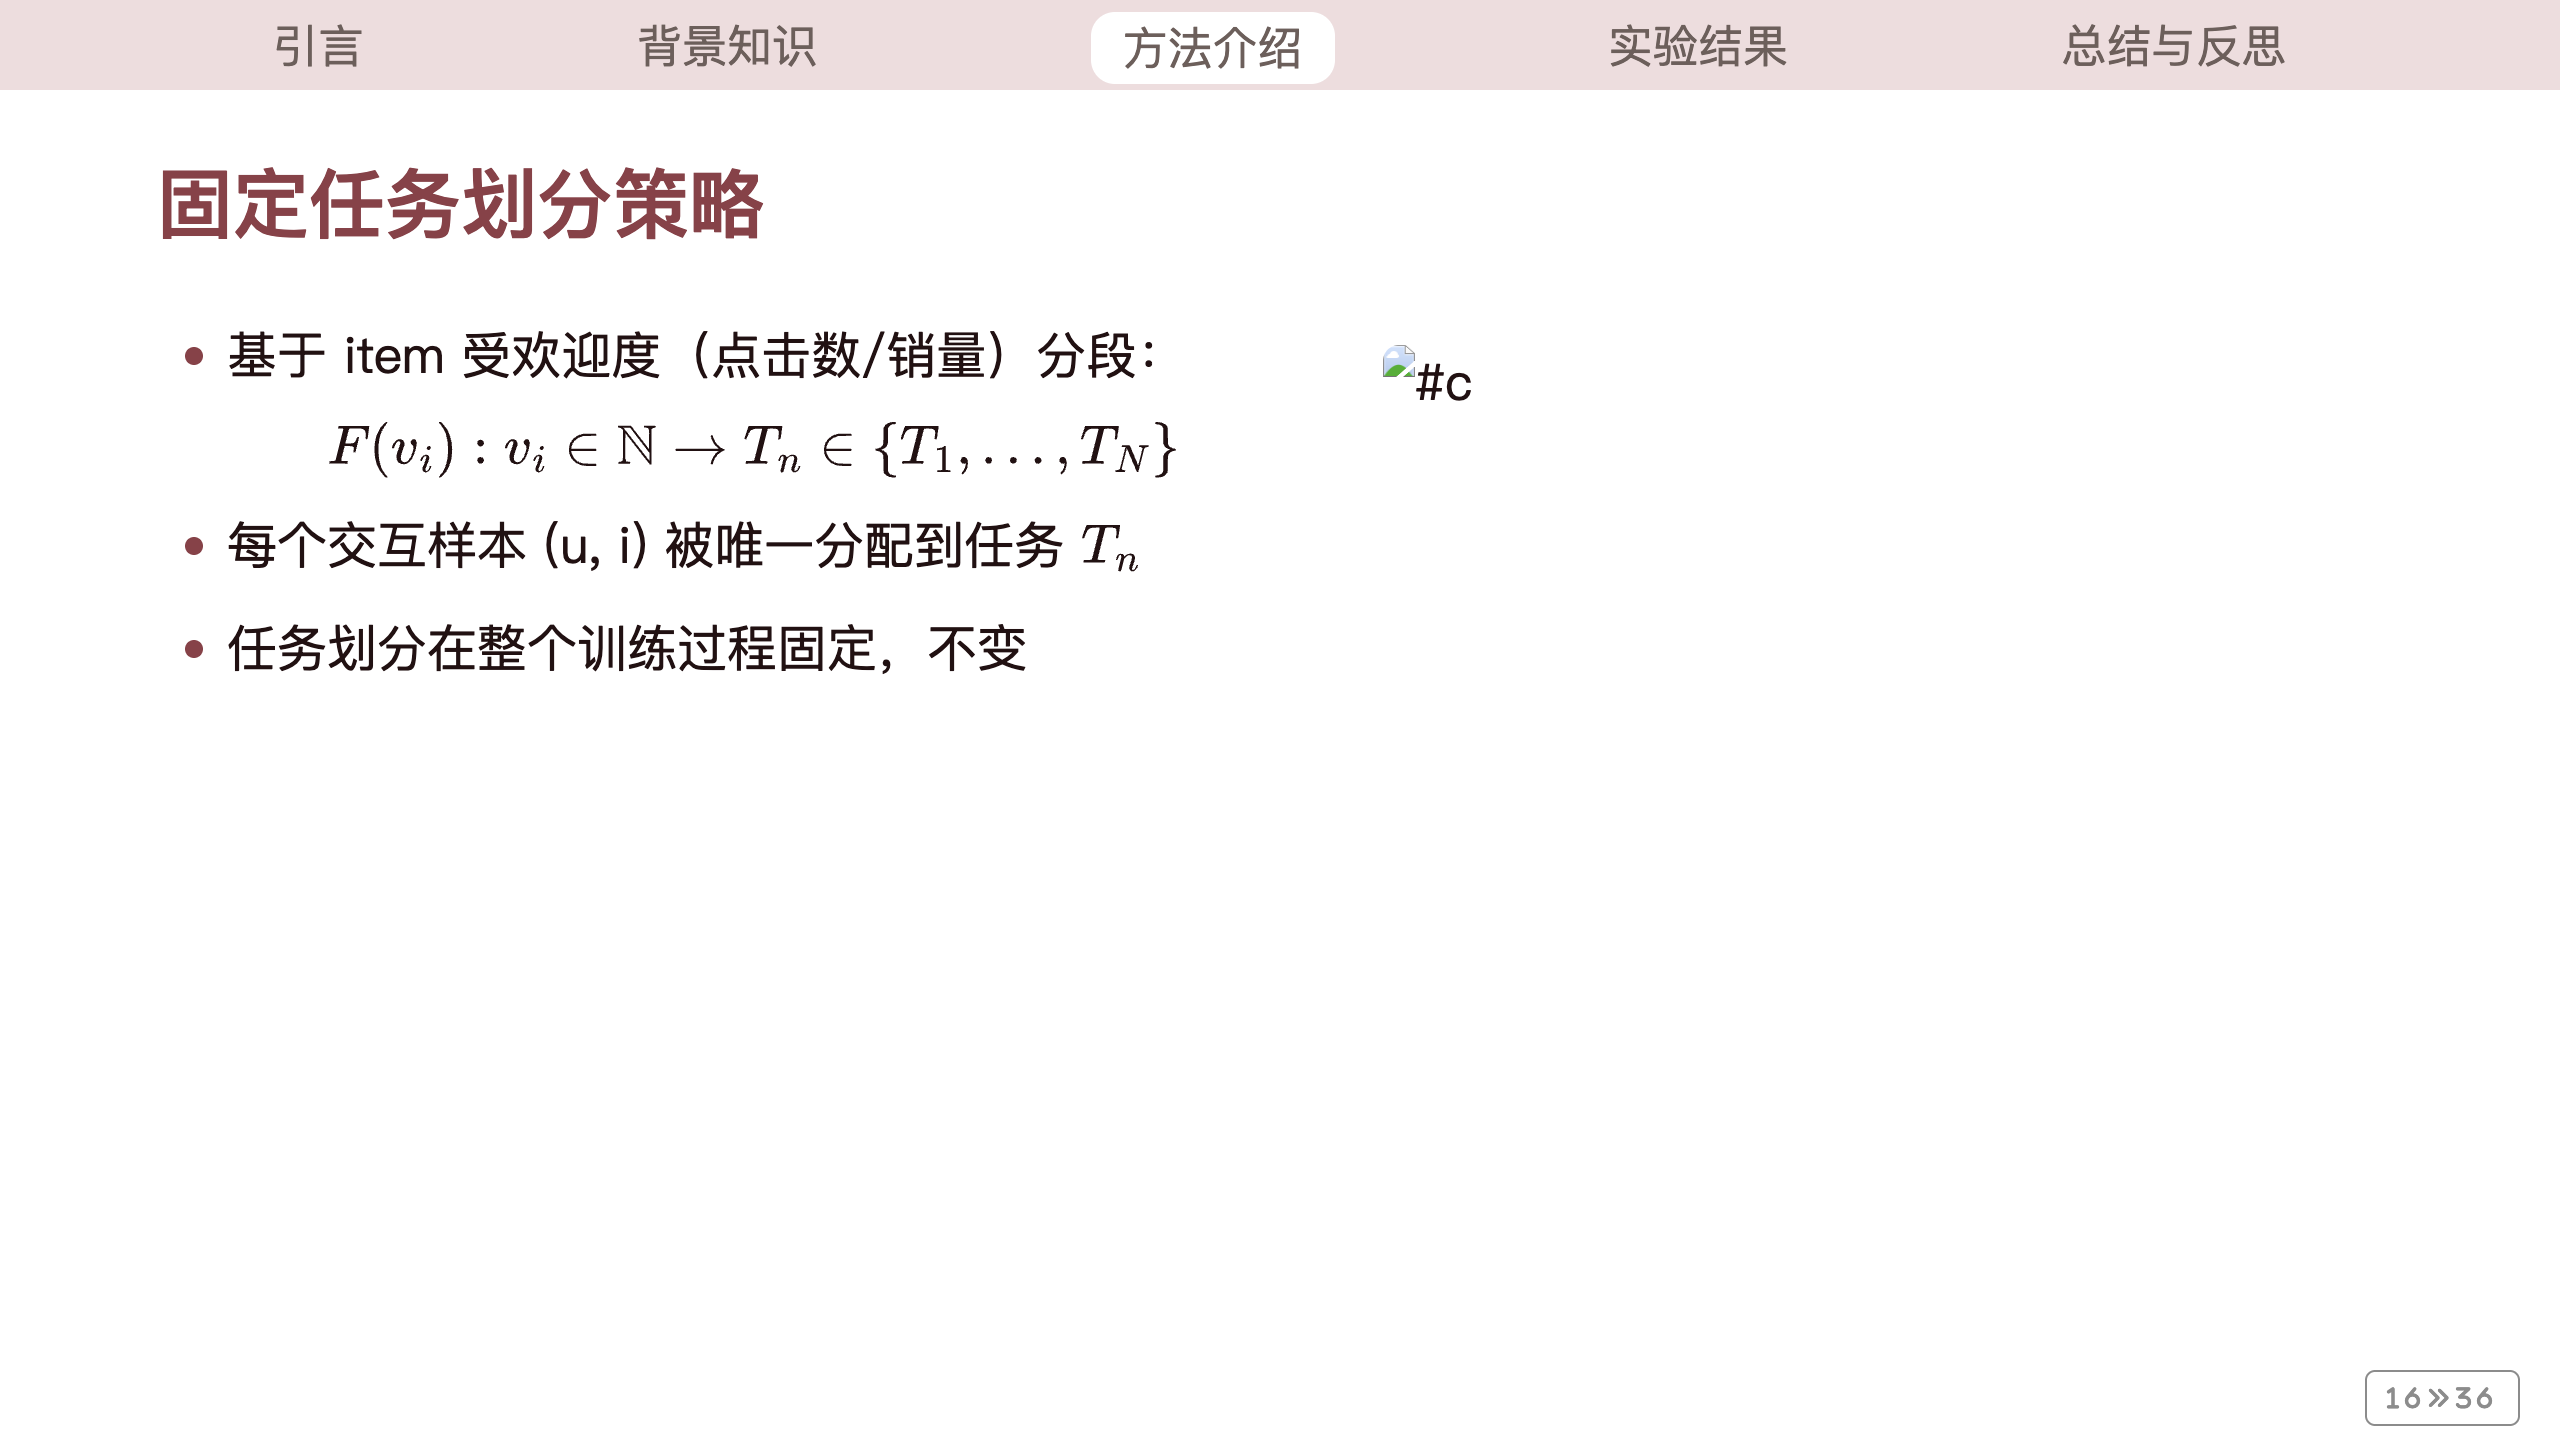 引言 背景知识 方法介绍 实验结果 总结与反思
固定任务划分策略
基于 item 受欢迎度（点击数/销量）分段：
F(v_i) : v_i ∈ ℕ → T_n ∈ {T_1, . . . , T_N}
每个交互样本 (u, i) 被唯一分配到任务 T_n
任务划分在整个训练过程固定，不变
#c
16»36